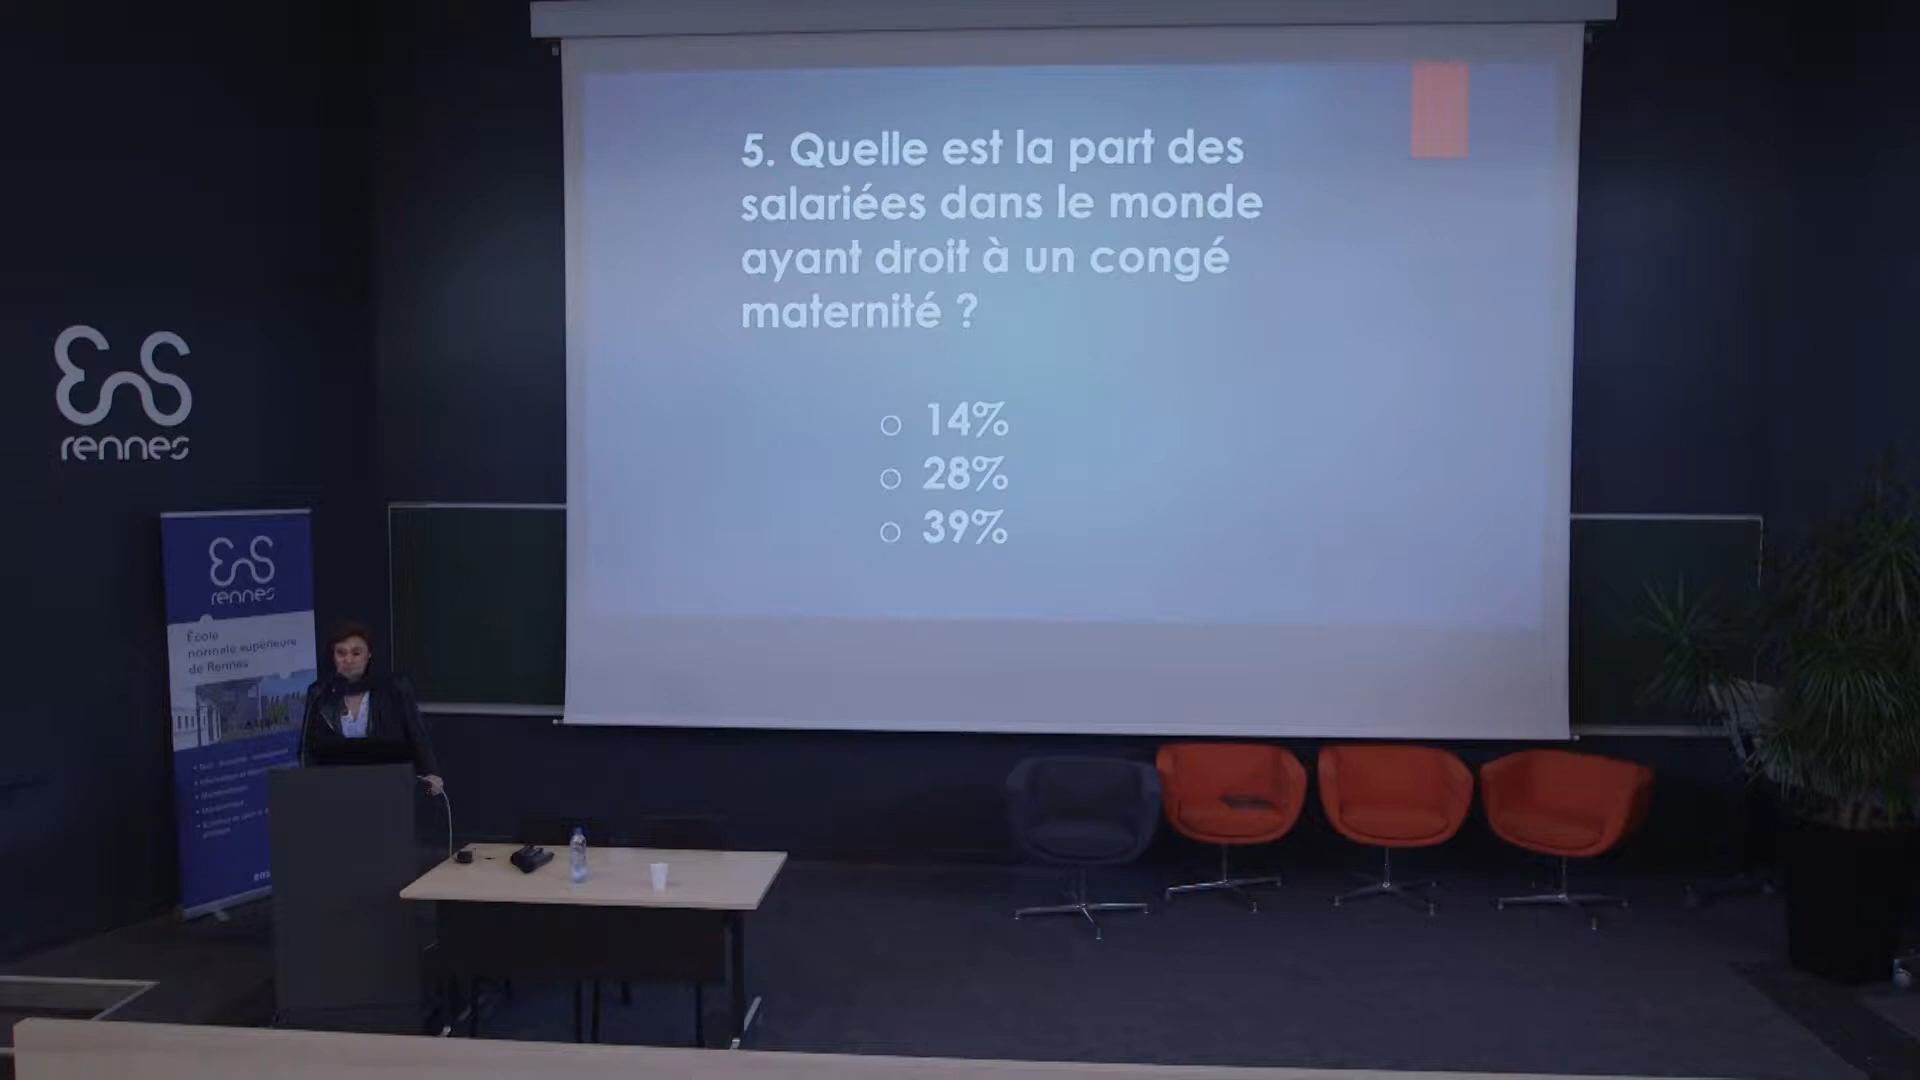 5. Quelle est la part des
salariées dans le monde
ayant droit à un congé
maternité ?
14%
28%
39%
EnS
rennes
EnS
rennes
École
normale supérieure
de Rennes